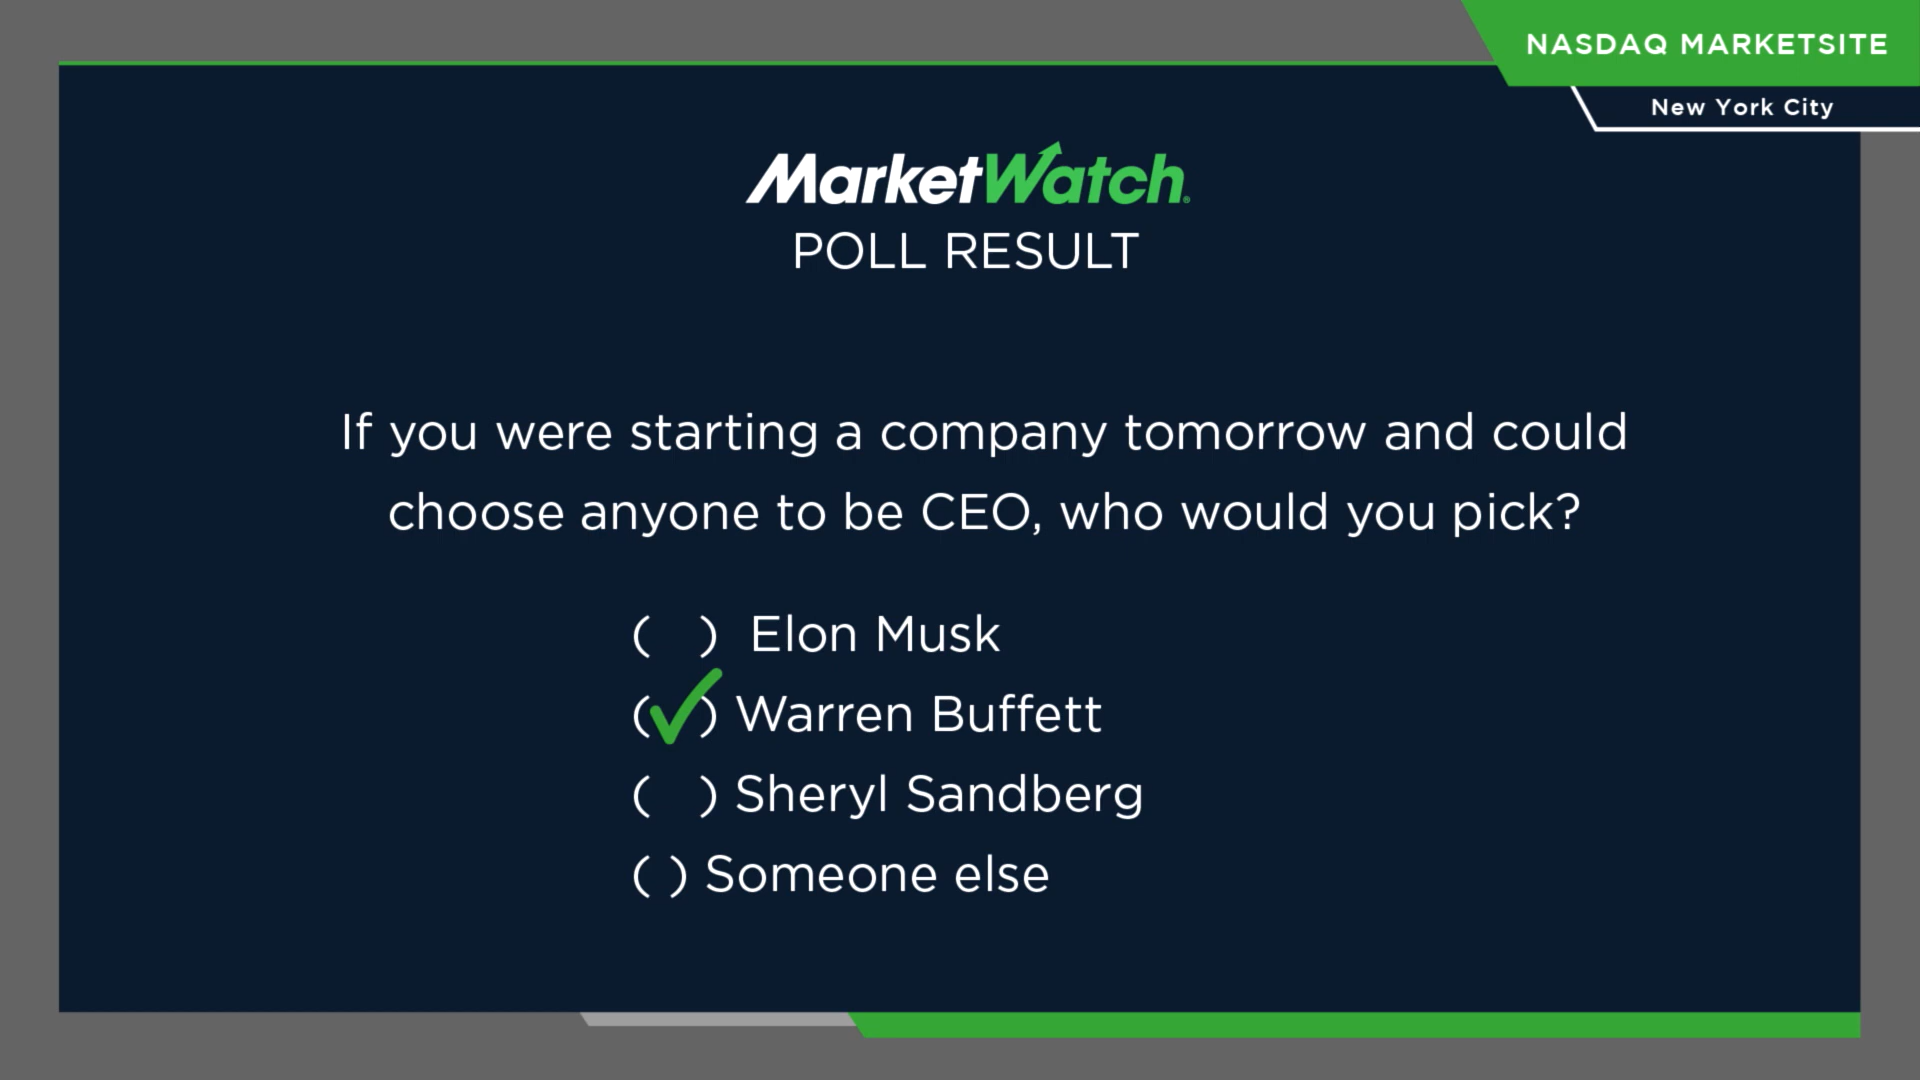 NASDAQ MARKETSITE
New York City
MarketWatch
POLL RESULT
If you were starting a company tomorrow and could
choose anyone to be CEO, who would you pick?
( ) Elon Musk
(✓) Warren Buffett
( ) Sheryl Sandberg
( ) Someone else